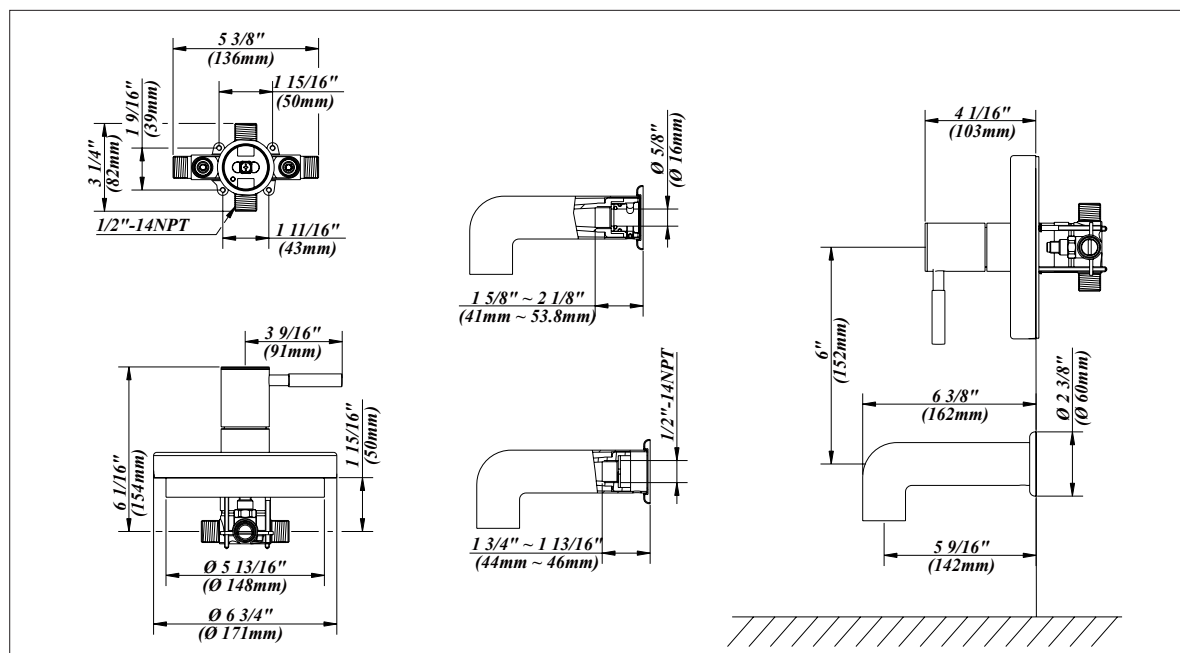 5 3/8"
(136mm)
1 15/16"
(50mm)
1 9/16"
(39mm)
3 1/4"
(82mm)
1/2"-14NPT
1 11/16"
(43mm)
Ø 5/8"
(Ø 16mm)
1 5/8" ~ 2 1/8"
(41mm ~ 53.8mm)
4 1/16"
(103mm)
6"
(152mm)
6 3/8"
(162mm)
Ø 2 3/8"
(Ø 60mm)
5 9/16"
(142mm)
3 9/16"
(91mm)
6 1/16"
(154mm)
1 15/16"
(50mm)
Ø 5 13/16"
(Ø 148mm)
Ø 6 3/4"
(Ø 171mm)
1/2"-14NPT
1 3/4" ~ 1 13/16"
(44mm ~ 46mm)